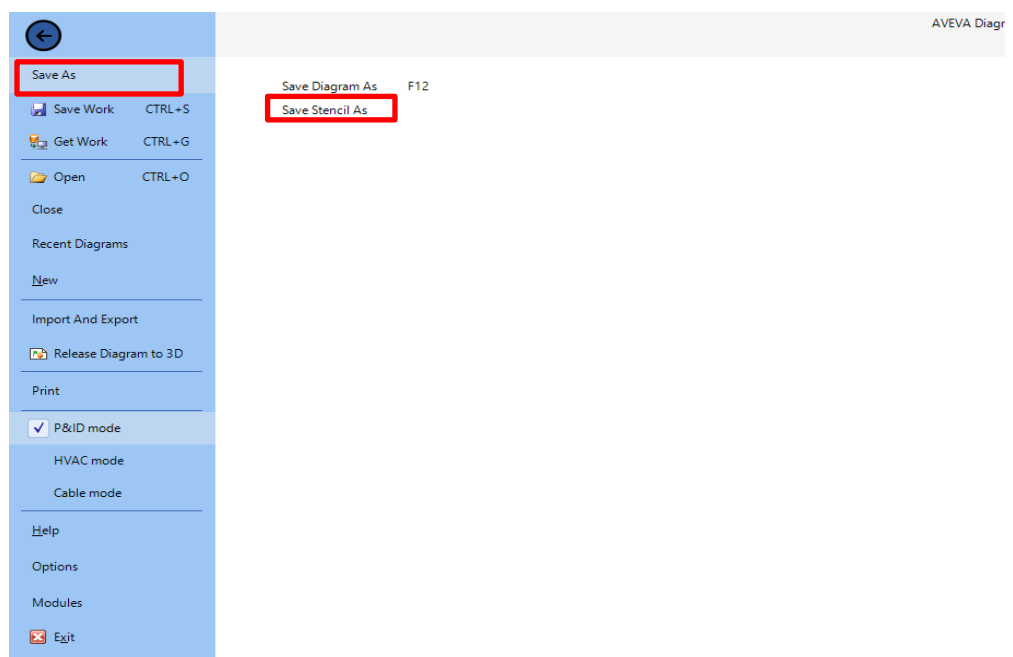 AVEVA Diagr
Save As
Save Diagram As F12
Save Stencil As
Save Work CTRL+S
Get Work CTRL+G
Open CTRL+O
Close
Recent Diagrams
New
Import And Export
Release Diagram to 3D
Print
P&ID mode
HVAC mode
Cable mode
Help
Options
Modules
Exit